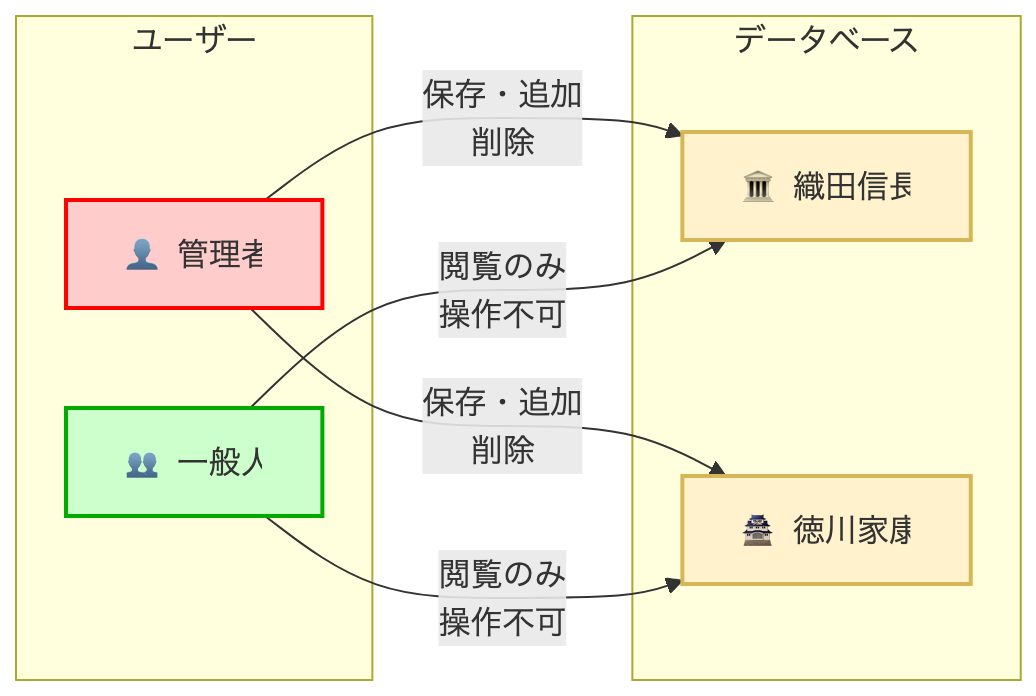 ユーザー
データベース
保存・追加
削除
管理者
織田信長
閲覧のみ
操作不可
保存・追加
削除
一般人
徳川家康
閲覧のみ
操作不可